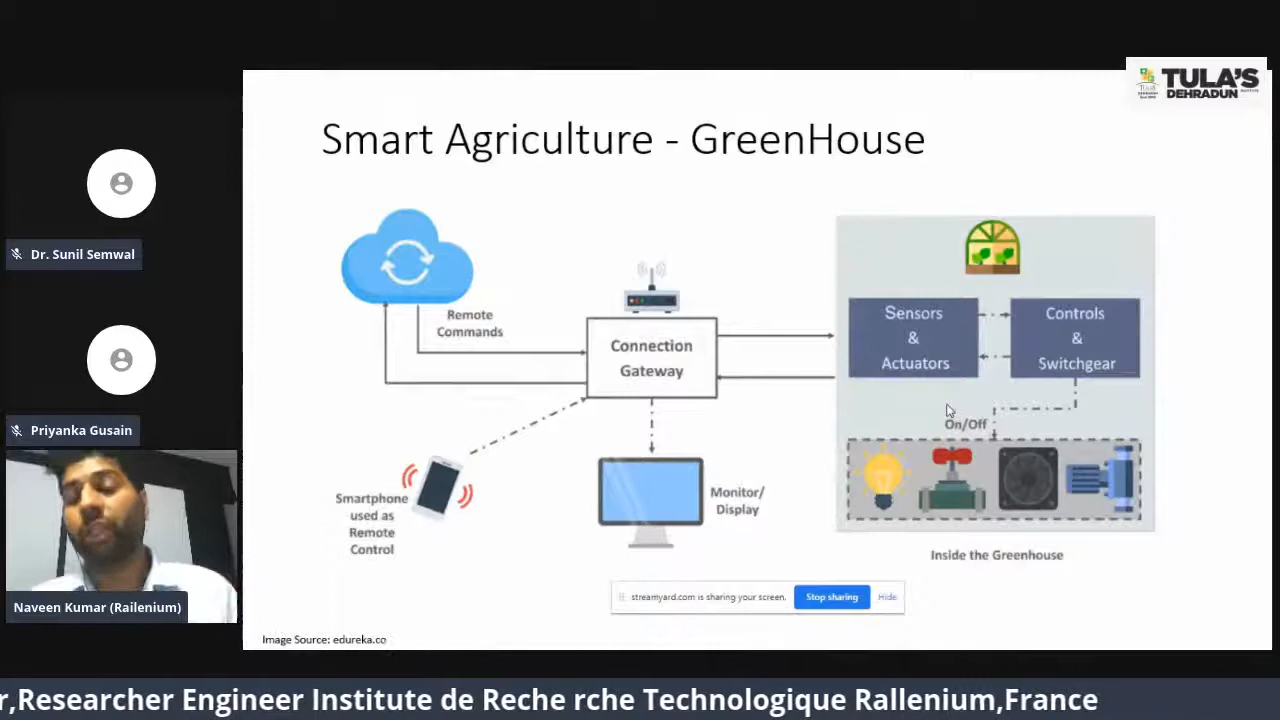 TULA'S
DEHRADUN
Smart Agriculture - GreenHouse
Dr. Sunil Semwal
Priyanka Gusain
Naveen Kumar (Railenium)
Remote
Commands
Connection
Gateway
Sensors
&
Actuators
Controls
&
Switchgear
On/Off
Smartphone
used as
Remote
Control
Monitor/
Display
Inside the Greenhouse
streamyard.com is sharing your screen.
Stop sharing
Hide
Image Source: edureka.co
r,Researcher Engineer Institute de Reche rche Technologique Rallenium,France